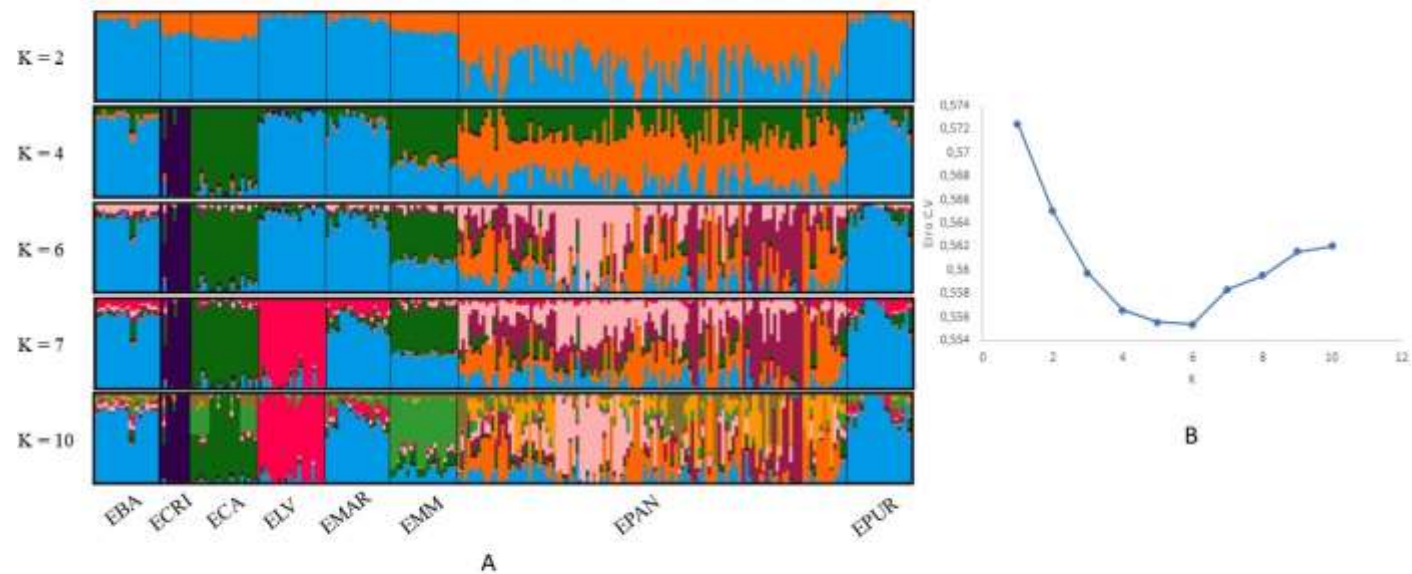 K = 2
K = 4
K = 6
K = 7
K = 10
EBA
ECRI
ECA
ELV
EMAR
EMM
EPAN
EPUR
A
0,574
0,572
0,57
0,568
0,566
0,564
0,562
0,56
0,558
0,556
0,554
Erro C.V
0
2
4
6
8
10
12
K
B